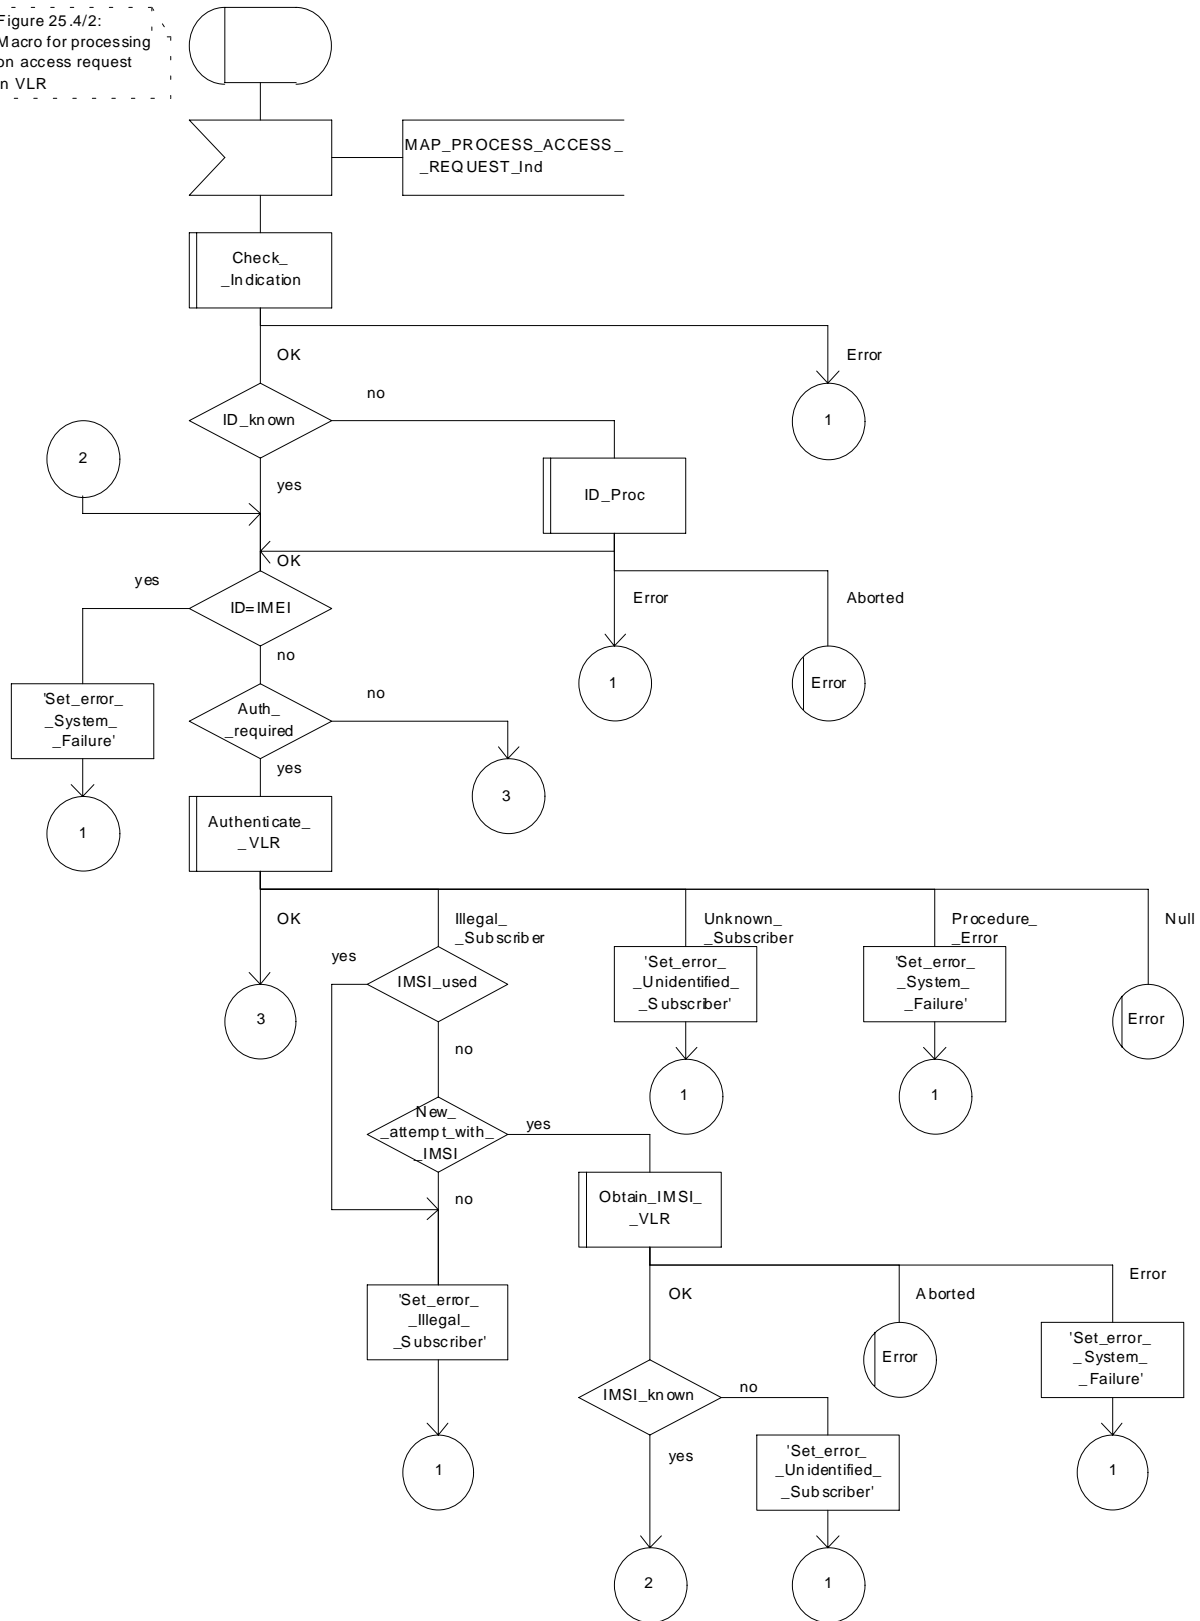 Figure 25.4/2:
Macro for processing
on access request
in VLR
MAP_PROCESS_ACCESS_
_REQUEST_Ind
Check_
_Indication
OK
Error
ID_known
no
1
2
yes
ID_Proc
OK
yes
ID=IMEI
Error
Aborted
no
1
Error
'Set_error_
_System_
_Failure'
Auth_
_required
no
yes
3
1
Authenticate_
_VLR
OK
Illegal_
_Subscriber
Unknown_
_Subscriber
Procedure_
_Error
Null
yes
IMSI_used
'Set_error_
_Unidentified_
_Subscriber'
'Set_error_
_System_
_Failure'
3
Error
no
1
1
New_
_attempt_with_
_IMSI
yes
no
Obtain_IMSI_
_VLR
'Set_error_
_Illegal_
_Subscriber'
OK
Aborted
Error
Error
'Set_error_
_System_
_Failure'
IMSI_known
no
yes
'Set_error_
_Unidentified_
_Subscriber'
1
1
2
1